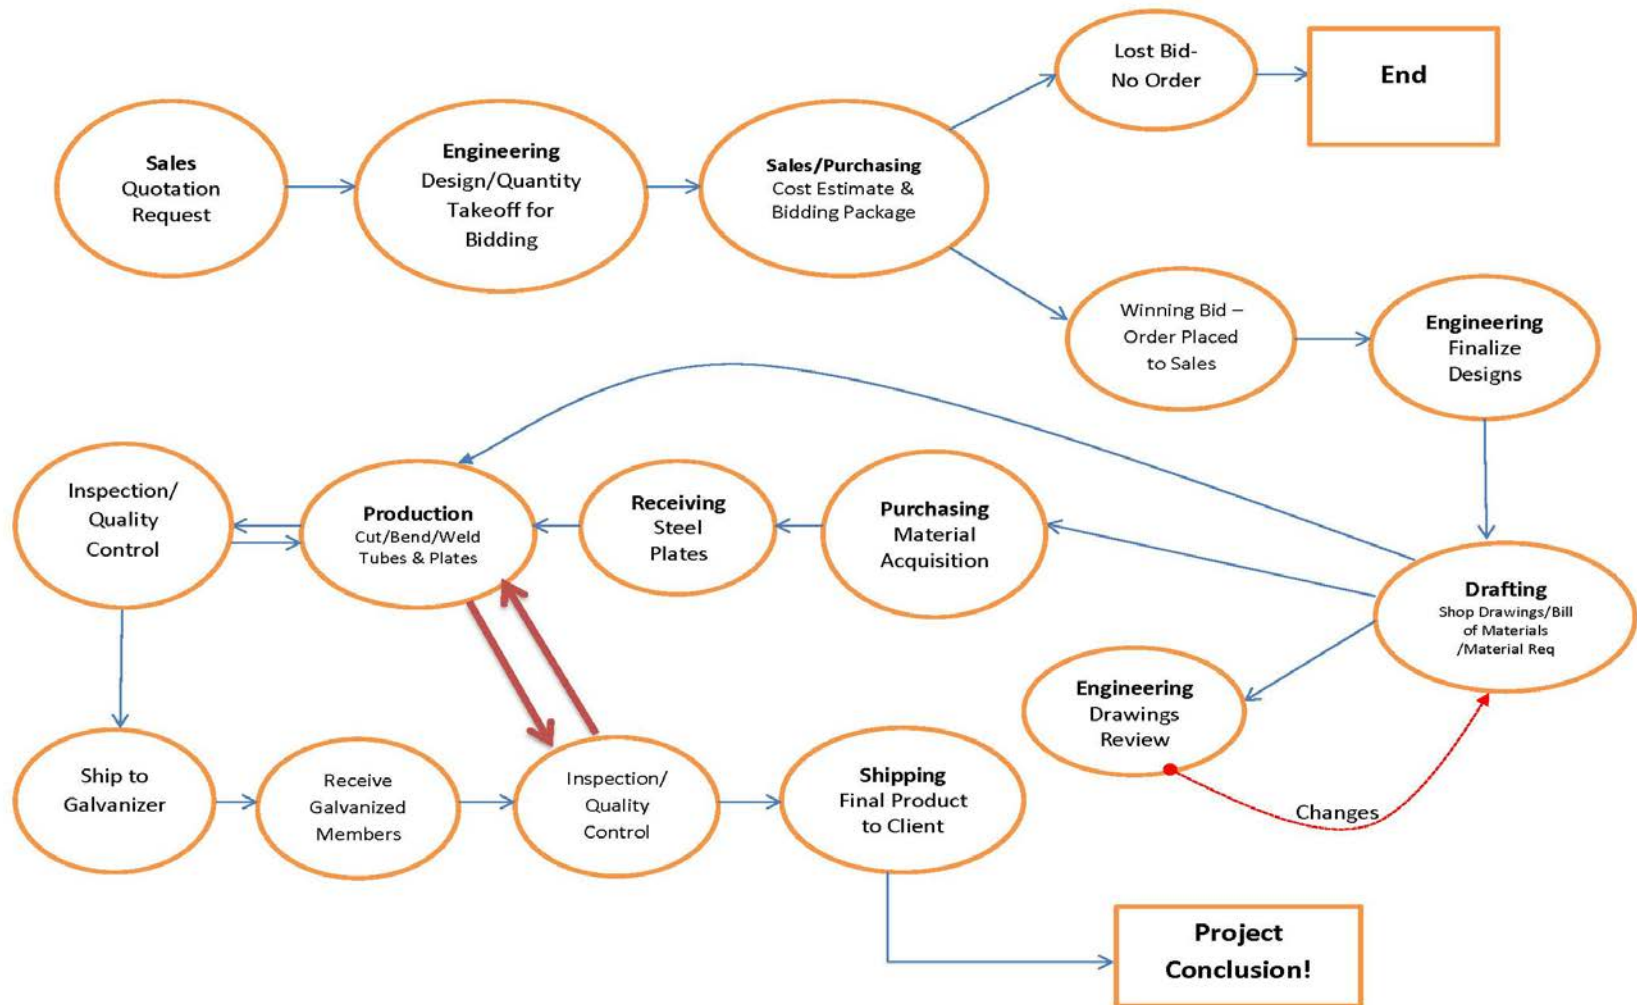 Sales
Quotation
Request
Engineering
Design/Quantity
Takeoff for
Bidding
Sales/Purchasing
Cost Estimate &
Bidding Package
Lost Bid-
No Order
End
Winning Bid –
Order Placed
to Sales
Engineering
Finalize
Designs
Drafting
Shop Drawings/Bill
of Materials
/Material Req
Engineering
Drawings
Review
Changes
Purchasing
Material
Acquisition
Receiving
Steel
Plates
Production
Cut/Bend/Weld
Tubes & Plates
Inspection/
Quality
Control
Ship to
Galvanizer
Receive
Galvanized
Members
Inspection/
Quality
Control
Shipping
Final Product
to Client
Project
Conclusion!